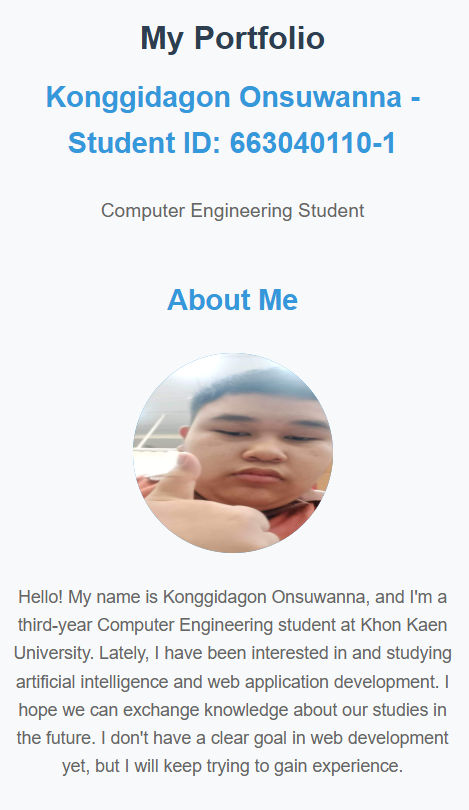 My Portfolio
Konggidagon Onsuwanna -
Student ID: 663040110-1
Computer Engineering Student
About Me
Hello! My name is Konggidagon Onsuwanna, and I'm a
third-year Computer Engineering student at Khon Kaen
University. Lately, I have been interested in and studying
artificial intelligence and web application development. I
hope we can exchange knowledge about our studies in
the future. I don't have a clear goal in web development
yet, but I will keep trying to gain experience.